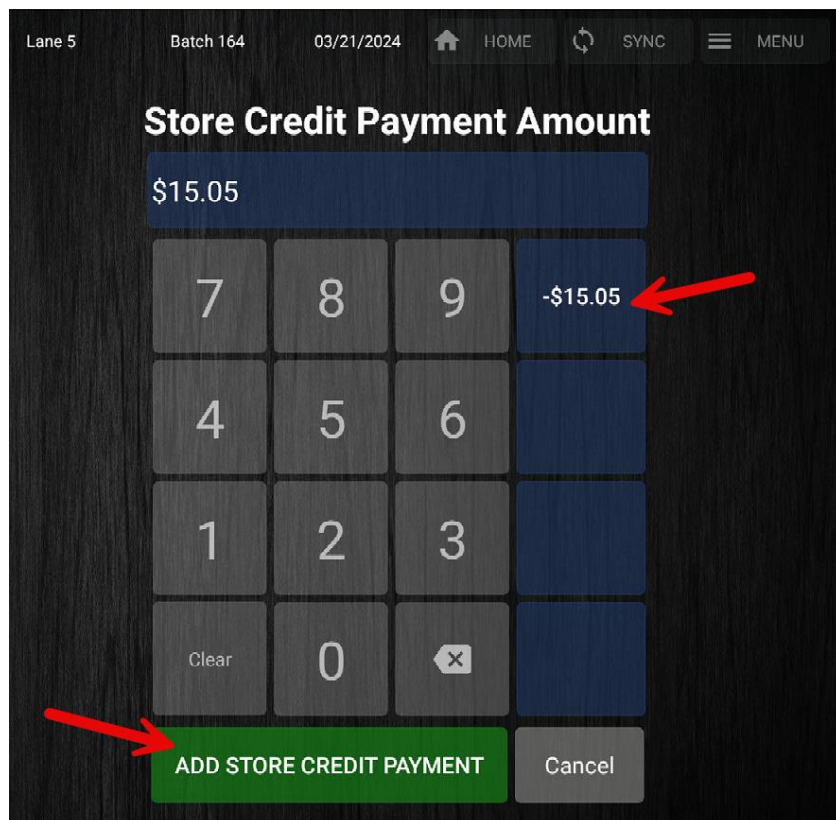 Lane 5 Batch 164 03/21/2024 HOME SYNC MENU
Store Credit Payment Amount
$15.05
7 8 9 -$15.05
4 5 6
1 2 3
Clear 0
ADD STORE CREDIT PAYMENT Cancel